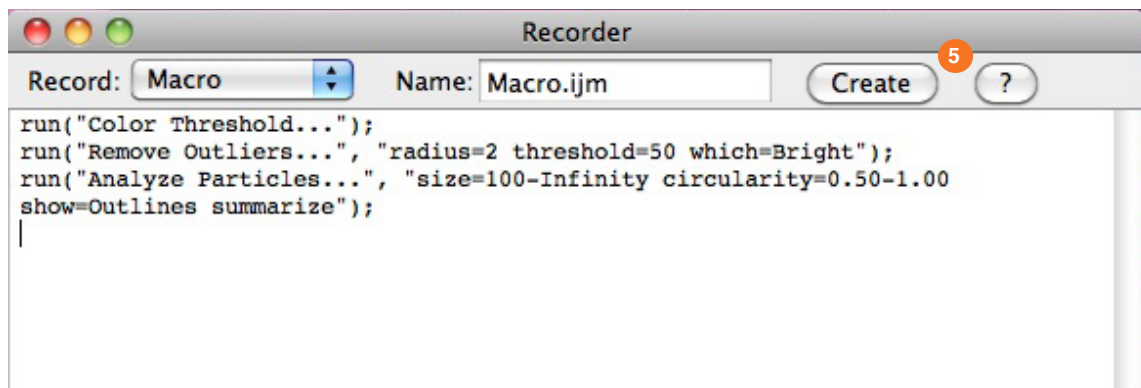 Recorder
5
Record: Macro Name: Macro.ijm Create ?
run("Color Threshold...");
run("Remove Outliers...", "radius=2 threshold=50 which=Bright");
run("Analyze Particles...", "size=100-Infinity circularity=0.50-1.00
show=Outlines summarize");